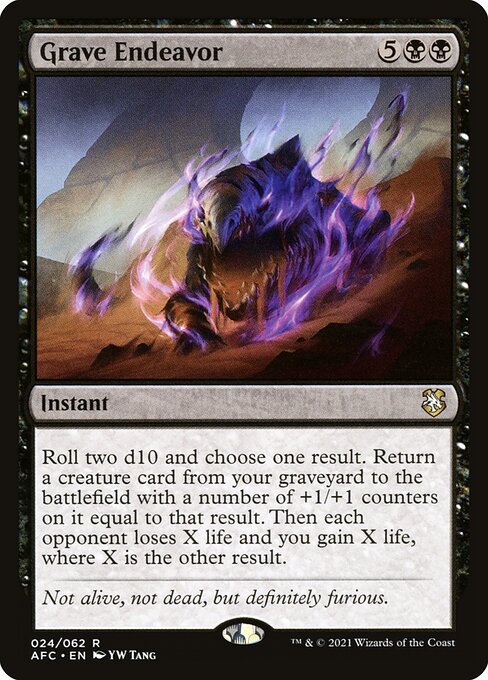 Grave Endeavor 5
Instant
Roll two d10 and choose one result. Return
a creature card from your graveyard to the
battlefield with a number of +1/+1 counters
on it equal to that result. Then each
opponent loses X life and you gain X life,
where X is the other result.
Not alive, not dead, but definitely furious.
024/062 R
AFC • EN YW Tang
™ & © 2021 Wizards of the Coast